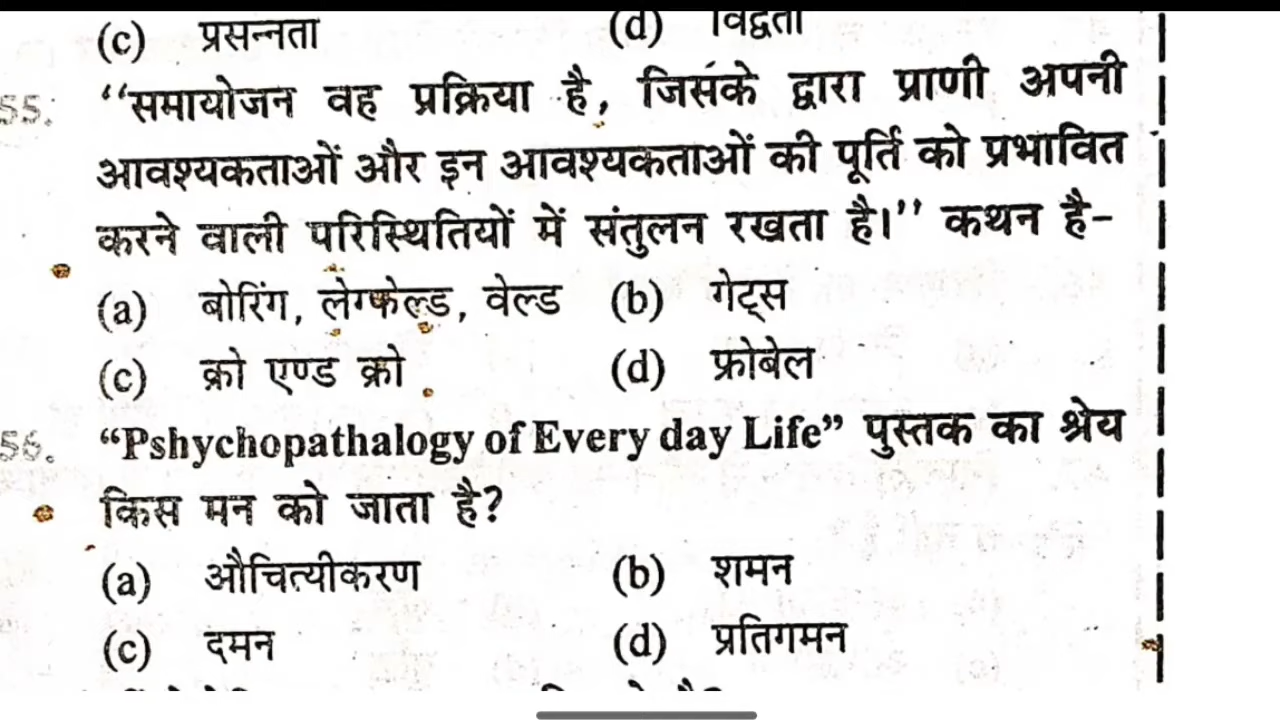 (c) प्रसन्नता (d) विद्वता
55. ‘‘समायोजन वह प्रक्रिया है, जिसके द्वारा प्राणी अपनी
आवश्यकताओं और इन आवश्यकताओं की पूर्ति को प्रभावित
करने वाली परिस्थितियों में संतुलन रखता है।’’ कथन है-
(a) बोरिंग, लेग्फेल्ड, वेल्ड (b) गेट्स
(c) क्रो एण्ड क्रो (d) फ्रोबेल
56. “Pshychopathalogy of Every day Life” पुस्तक का श्रेय
किस मन को जाता है?
(a) औचित्यीकरण (b) शमन
(c) दमन (d) प्रतिगमन